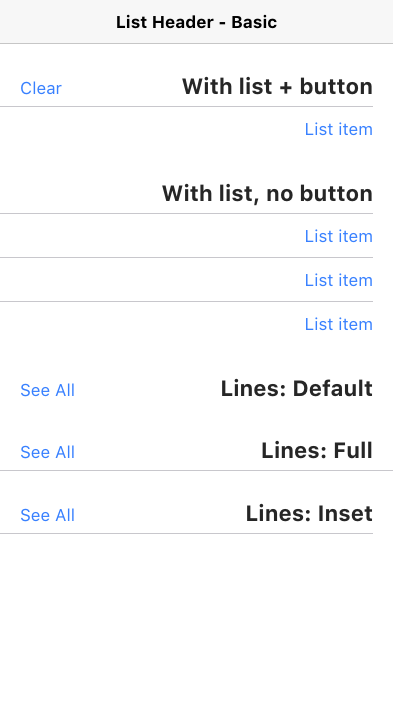 List Header - Basic
With list + button
Clear
List item
With list, no button
List item
List item
List item
Lines: Default
See All
Lines: Full
See All
Lines: Inset
See All